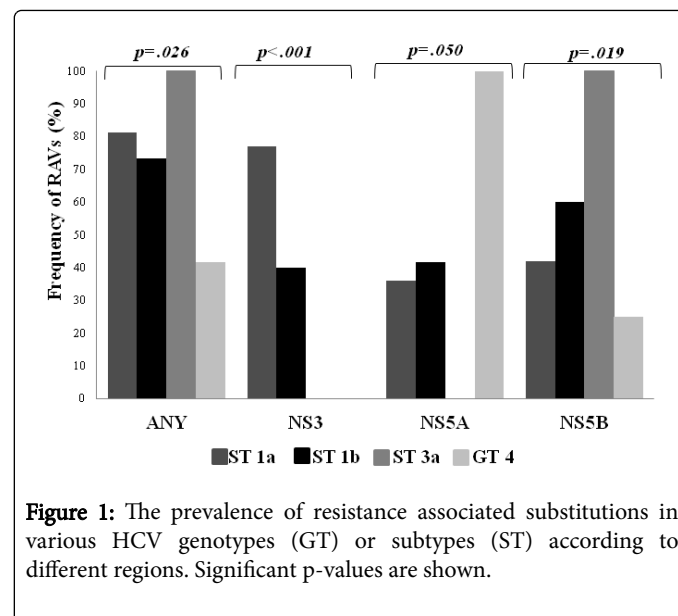 p=.026 p<.001 p=.050 p=.019
Frequency of RAVs (%)
100
90
80
70
60
50
40
30
20
10
0
ANY NS3 NS5A NS5B
ST 1a ST 1b ST 3a GT 4
Figure 1: The prevalence of resistance associated substitutions in
various HCV genotypes (GT) or subtypes (ST) according to
different regions. Significant p-values are shown.